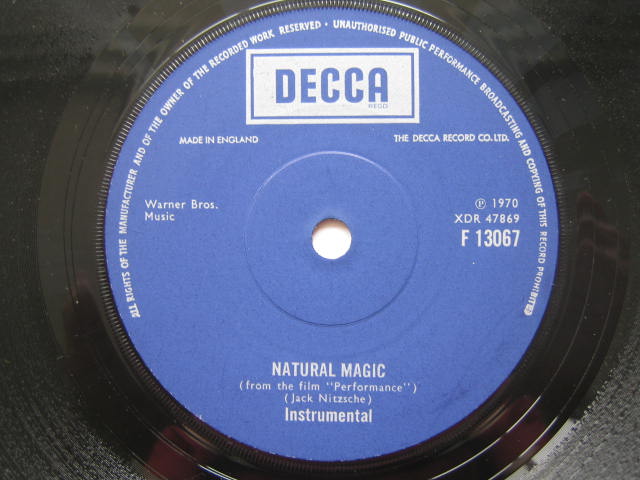 ALL RIGHTS OF THE MANUFACTURER AND OF THE OWNER OF THE RECORDED WORK RESERVED · UNAUTHORISED PUBLIC PERFORMANCE BROADCASTING AND COPYING OF THIS RECORD PROHIBITED
DECCA
REGD
MADE IN ENGLAND
THE DECCA RECORD CO. LTD.
Warner Bros.
Music
℗ 1970
XDR 47869
F 13067
NATURAL MAGIC
(from the film "Performance")
(Jack Nitzsche)
Instrumental